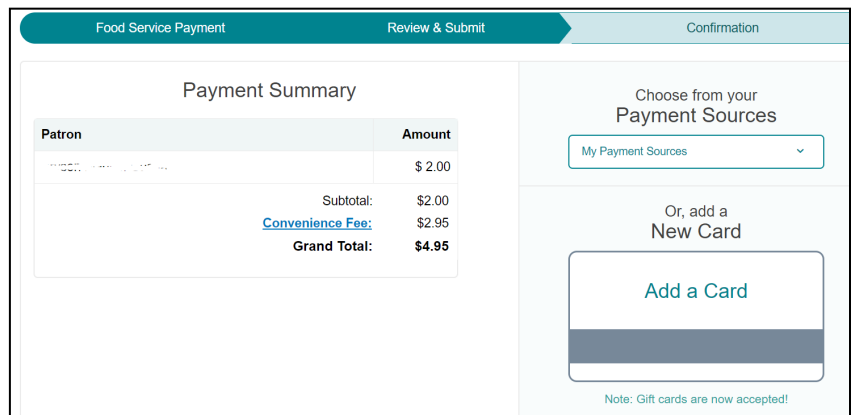 Food Service Payment
Review & Submit
Confirmation
Payment Summary
Patron Amount
$ 2.00
Subtotal: $2.00
Convenience Fee: $2.95
Grand Total: $4.95
Choose from your
Payment Sources
My Payment Sources
Or, add a
New Card
Add a Card
Note: Gift cards are now accepted!